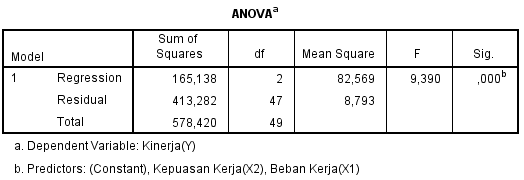 ANOVAa
Model Sum of Squares df Mean Square F Sig.
1 Regression 165,138 2 82,569 9,390 ,000b
Residual 413,282 47 8,793
Total 578,420 49
a. Dependent Variable: Kinerja(Y)
b. Predictors: (Constant), Kepuasan Kerja(X2), Beban Kerja(X1)